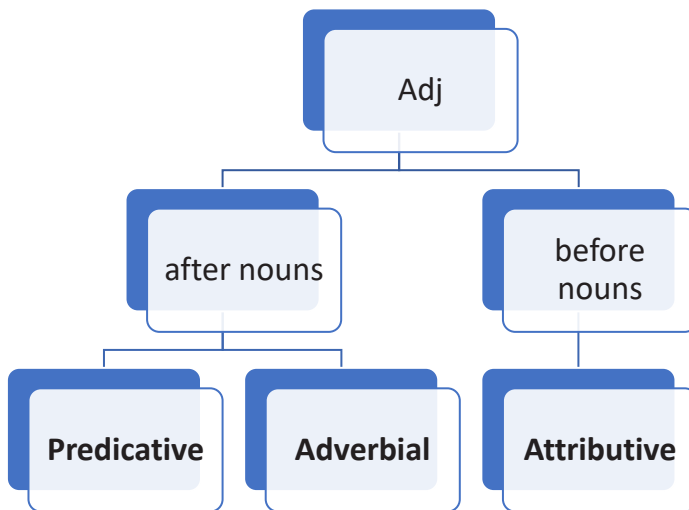 Adj
after nouns
before
nouns
Predicative
Adverbial
Attributive